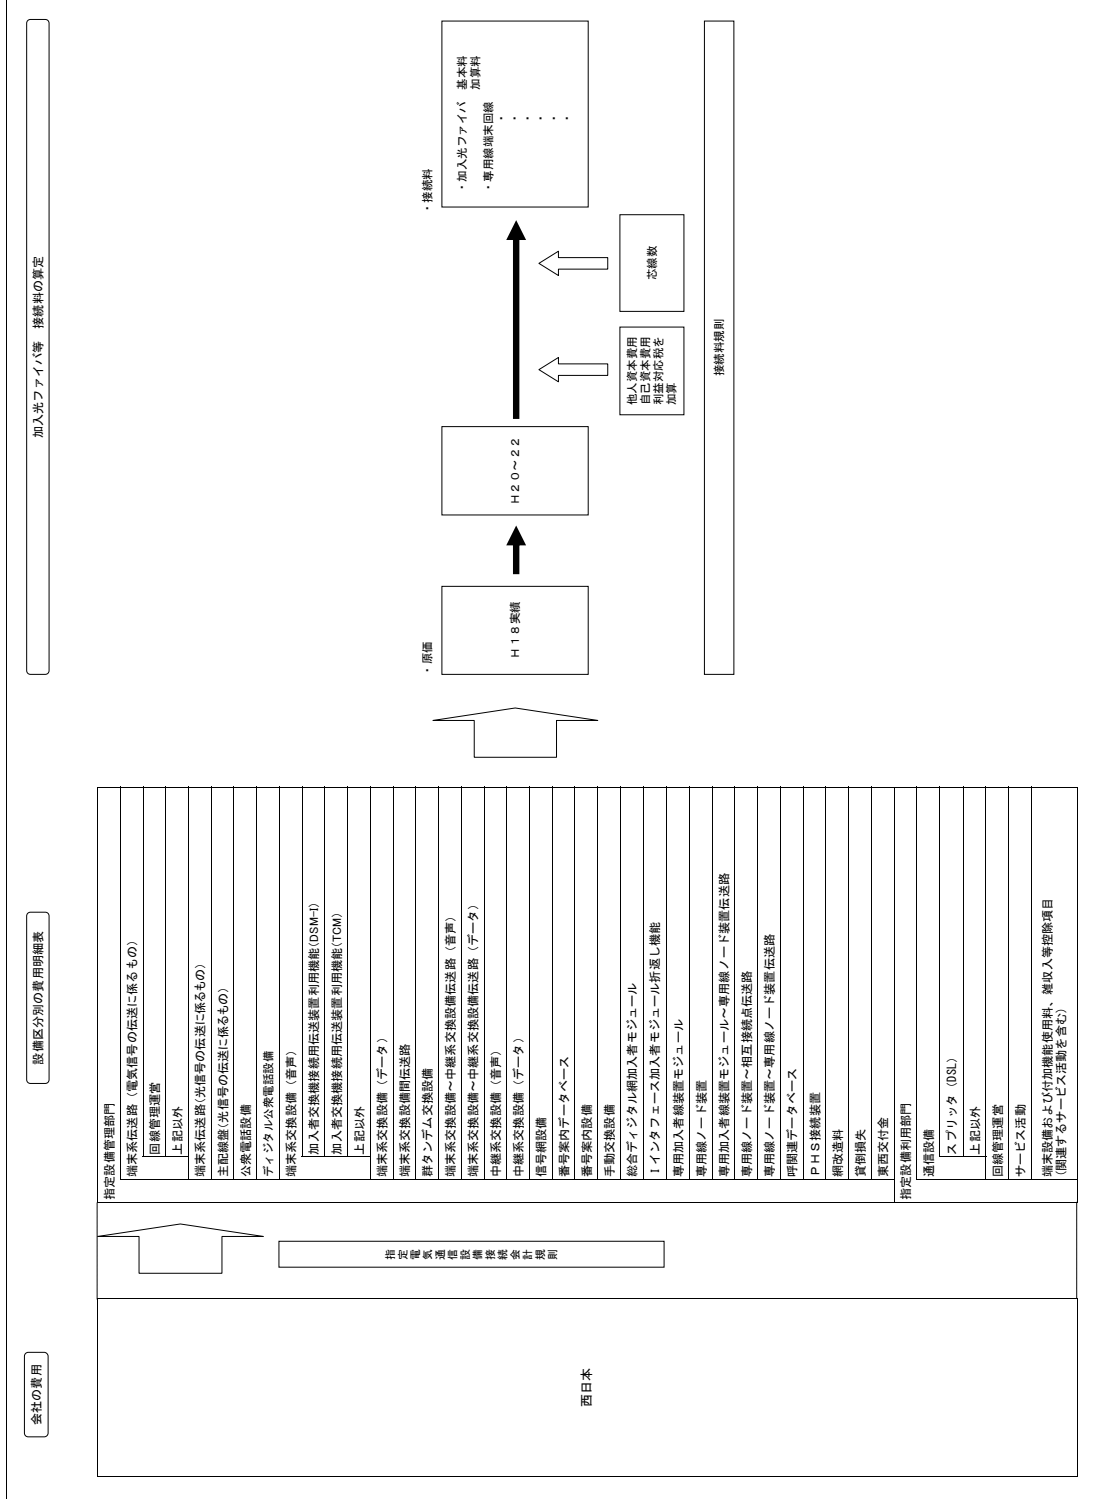 会社の費用
設備区分別の費用明細表
加入光ファイバ等　接続料の算定
西日本
指定電気通信設備接続会計規則
指定設備管理部門
端末系伝送路（電気信号の伝送に係るもの）
回線管理運営
上記以外
端末系伝送路(光信号の伝送に係るもの)
主配線盤(光信号の伝送に係るもの)
公衆電話設備
ディジタル公衆電話設備
端末系交換設備（音声）
加入者交換機接続用伝送装置利用機能(DSM-I)
加入者交換機接続用伝送装置利用機能(TCM)
上記以外
端末系交換設備（データ）
端末系交換設備間伝送路
群タンデム交換設備
端末系交換設備～中継系交換設備伝送路（音声）
端末系交換設備～中継系交換設備伝送路（データ）
中継系交換設備（音声）
中継系交換設備（データ）
信号網設備
番号案内データベース
番号案内設備
手動交換設備
総合ディジタル網加入者モジュール
Ｉインタフェース加入者モジュール折返し機能
専用加入者線装置モジュール
専用線ノード装置
専用加入者線装置モジュール～専用線ノード装置伝送路
専用線ノード装置～相互接続点伝送路
専用線ノード装置～専用線ノード装置伝送路
呼関連データベース
ＰＨＳ接続装置
網改造料
貸倒損失
東西交付金
指定設備利用部門
通信設備
スプリッタ（DSL）
上記以外
回線管理運営
サービス活動
端末設備および付加機能使用料、雑収入等控除項目
(関連するサービス活動を含む)
・原価
Ｈ１８実績
Ｈ２０～２２
他人資本費用
自己資本費用
利益対応税を
加算
芯線数
・接続料
・加入光ファイバ　基本料
加算料
・専用線端末回線
・
・
・
・
・
・
接続料規則